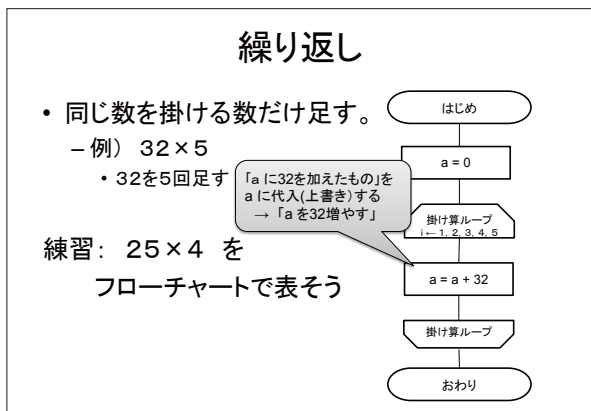 繰り返し
• 同じ数を掛ける数だけ足す。
– 例） ３２×５
• ３２を５回足す
練習： ２５×４ を
フローチャートで表そう
「a に32を加えたもの」を
a に代入(上書き）する
→ 「a を32増やす」
はじめ
a = 0
掛け算ループ
i ← 1, 2, 3, 4, 5
a = a + 32
掛け算ループ
おわり